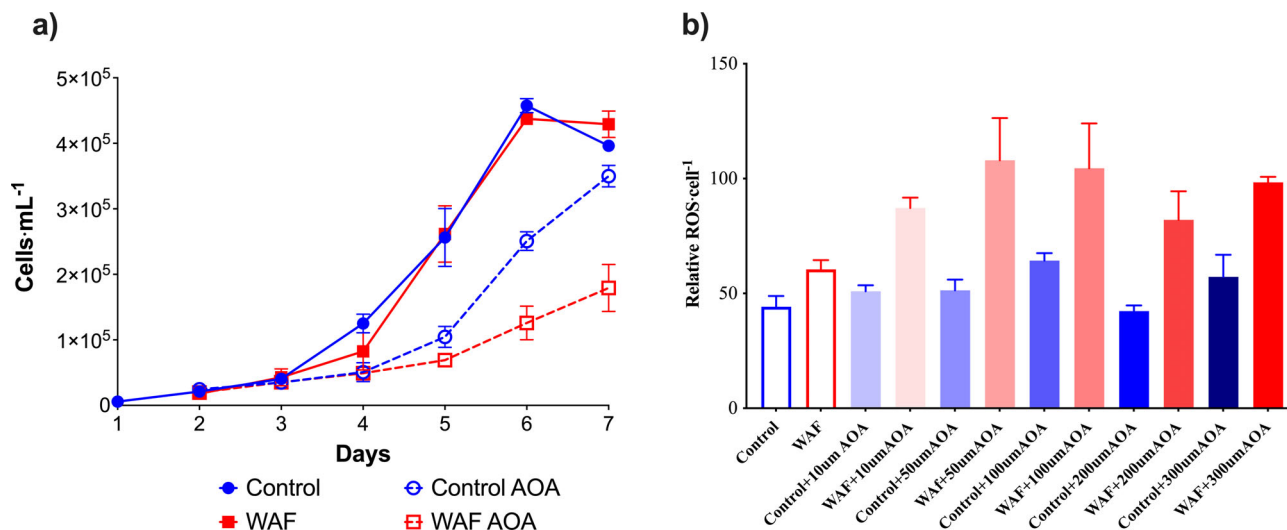 a)
5×10⁵
4×10⁵
3×10⁵
2×10⁵
1×10⁵
0
Cells·mL⁻¹
1 2 3 4 5 6 7
Days
Control
Control AOA
WAF
WAF AOA
b)
150
100
50
0
Relative ROS·cell⁻¹
Control
WAF
Control+10um AOA
WAF+10umAOA
Control+50umAOA
WAf+50umAOA
Control+100umAOA
WAF+100umAOA
Control+200umAOA
WAF+200umAOA
Control+300umAOA
WAF+300umAOA